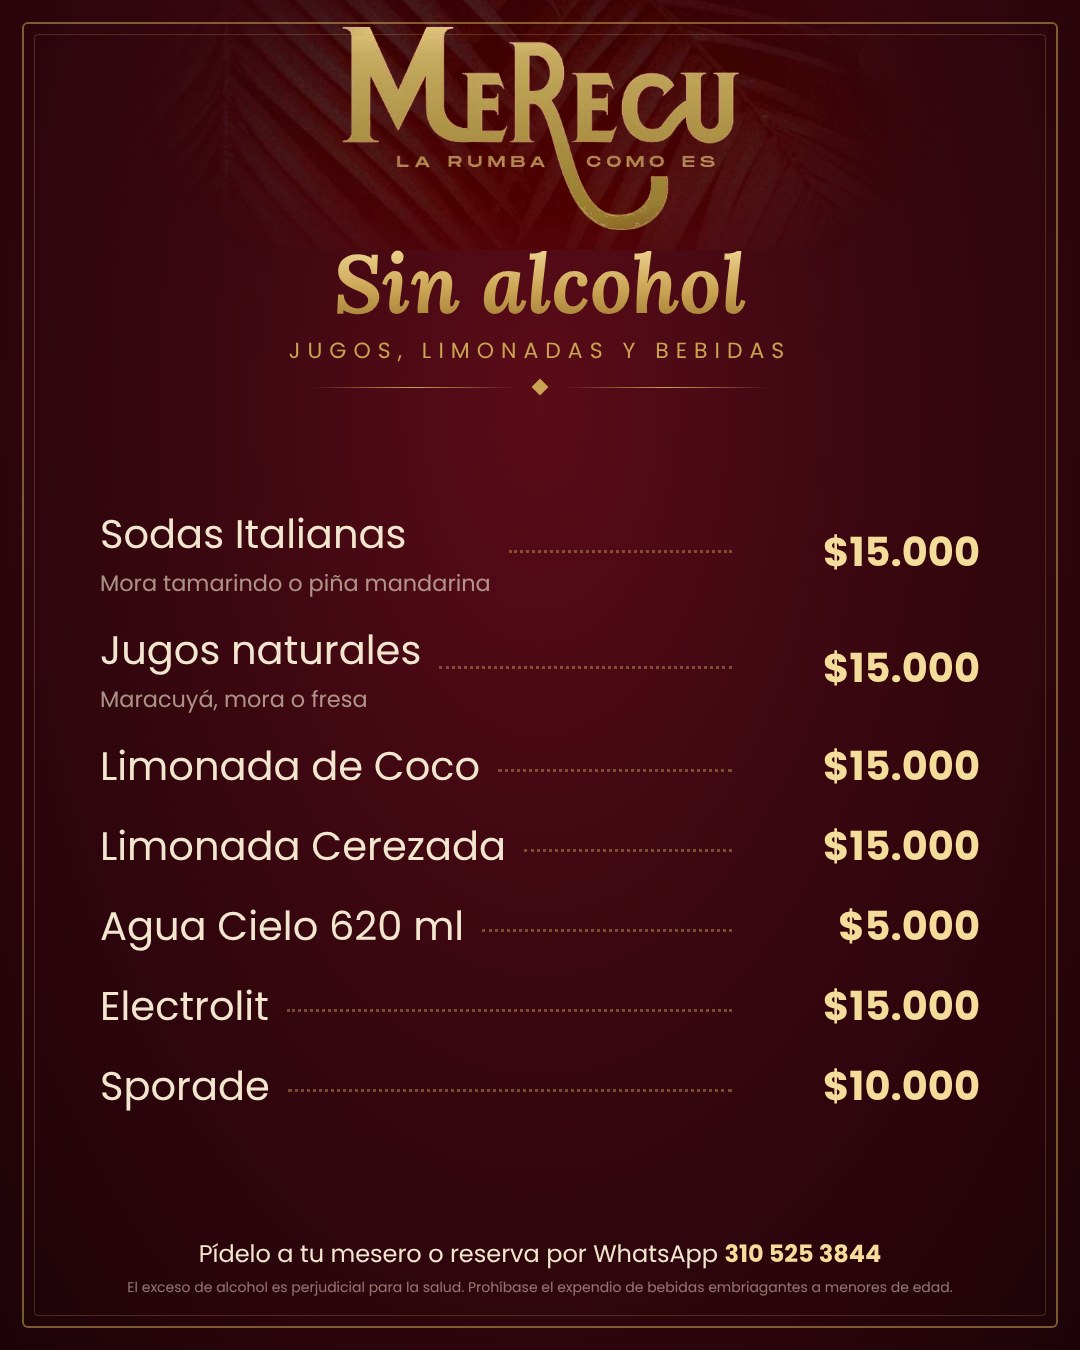 MERECU
LA RUMBA COMO ES
Sin alcohol
JUGOS, LIMONADAS Y BEBIDAS
Sodas Italianas $15.000
Mora tamarindo o piña mandarina
Jugos naturales $15.000
Maracuyá, mora o fresa
Limonada de Coco $15.000
Limonada Cerezada $15.000
Agua Cielo 620 ml $5.000
Electrolit $15.000
Sporade $10.000
Pídelo a tu mesero o reserva por WhatsApp 310 525 3844
El exceso de alcohol es perjudicial para la salud. Prohíbase el expendio de bebidas embriagantes a menores de edad.